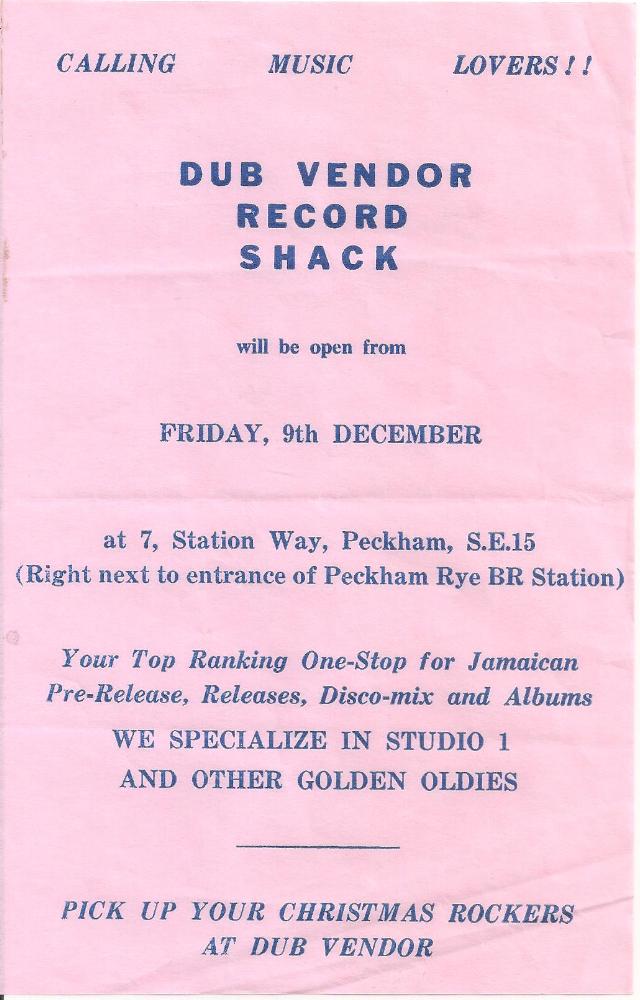 CALLING MUSIC LOVERS!!
DUB VENDOR
RECORD
SHACK
will be open from
FRIDAY, 9th DECEMBER
at 7, Station Way, Peckham, S.E.15
(Right next to entrance of Peckham Rye BR Station)
Your Top Ranking One-Stop for Jamaican
Pre-Release, Releases, Disco-mix and Albums
WE SPECIALIZE IN STUDIO 1
AND OTHER GOLDEN OLDIES
PICK UP YOUR CHRISTMAS ROCKERS
AT DUB VENDOR